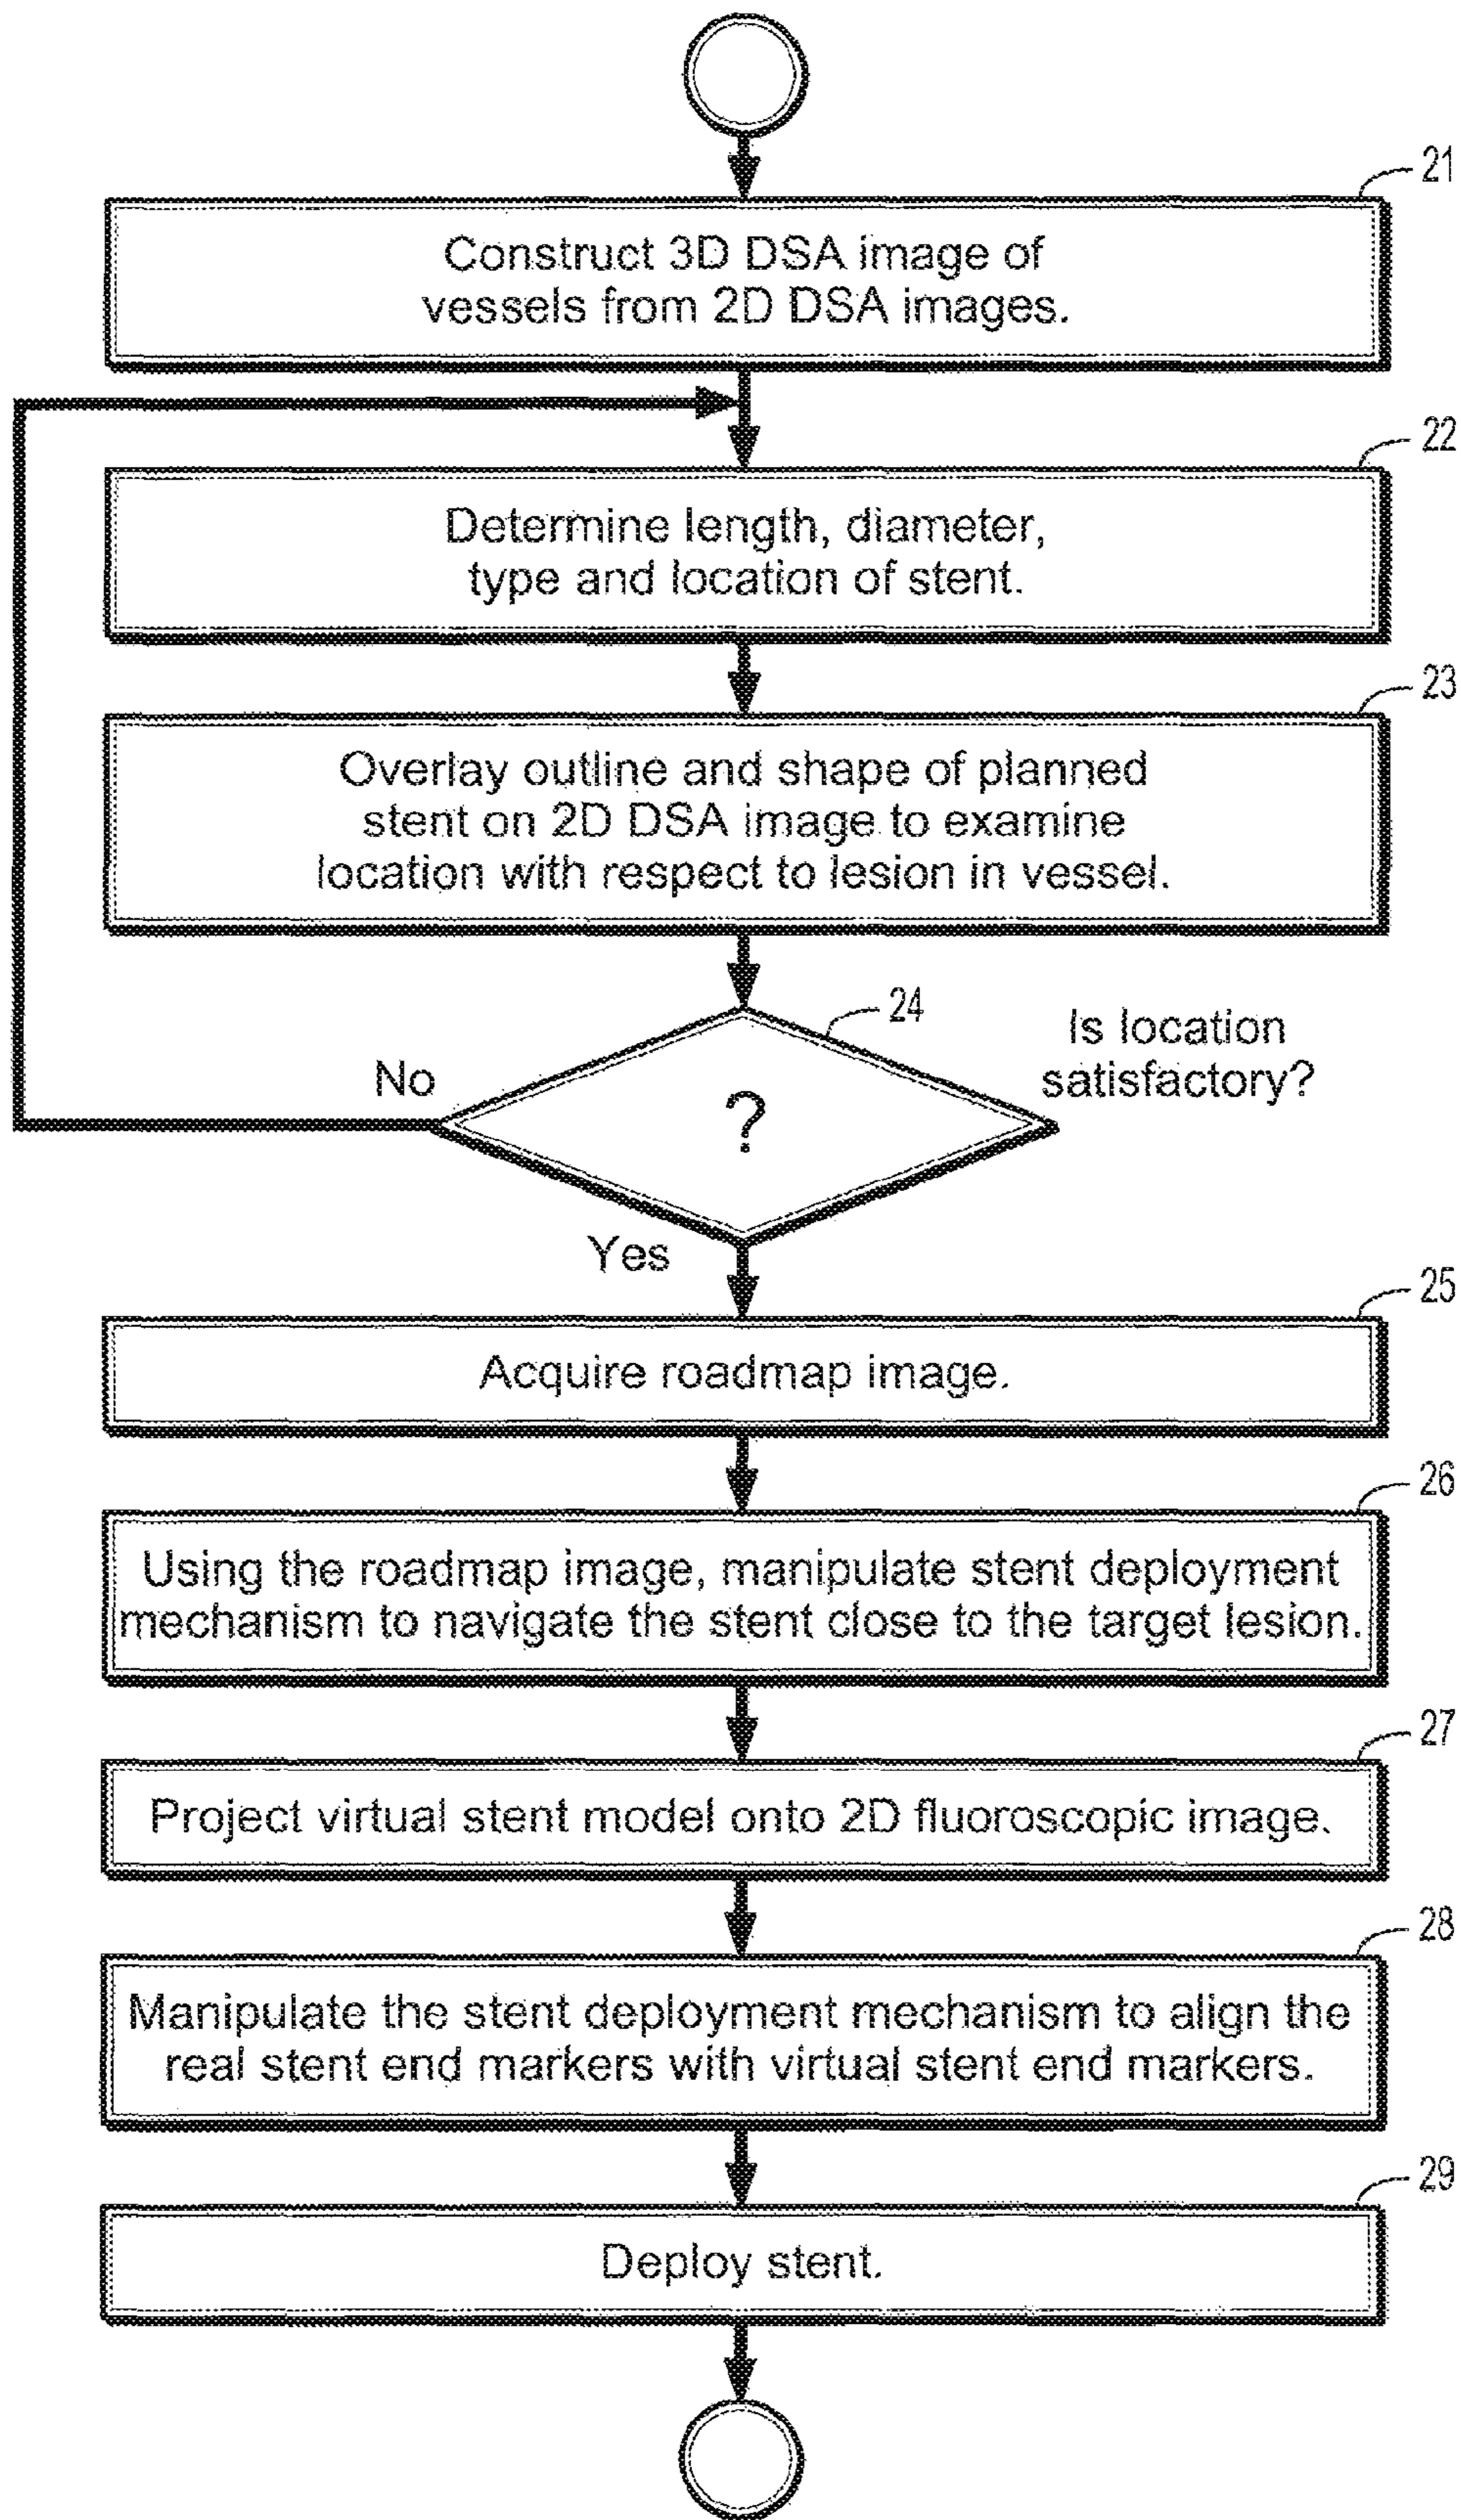 21
Construct 3D DSA image of
vessels from 2D DSA images.
22
Determine length, diameter,
type and location of stent.
23
Overlay outline and shape of planned
stent on 2D DSA image to examine
location with respect to lesion in vessel.
24
Is location
satisfactory?
No
?
Yes
25
Acquire roadmap image.
26
Using the roadmap image, manipulate stent deployment
mechanism to navigate the stent close to the target lesion.
27
Project virtual stent model onto 2D fluoroscopic image.
28
Manipulate the stent deployment mechanism to align the
real stent end markers with virtual stent end markers.
29
Deploy stent.